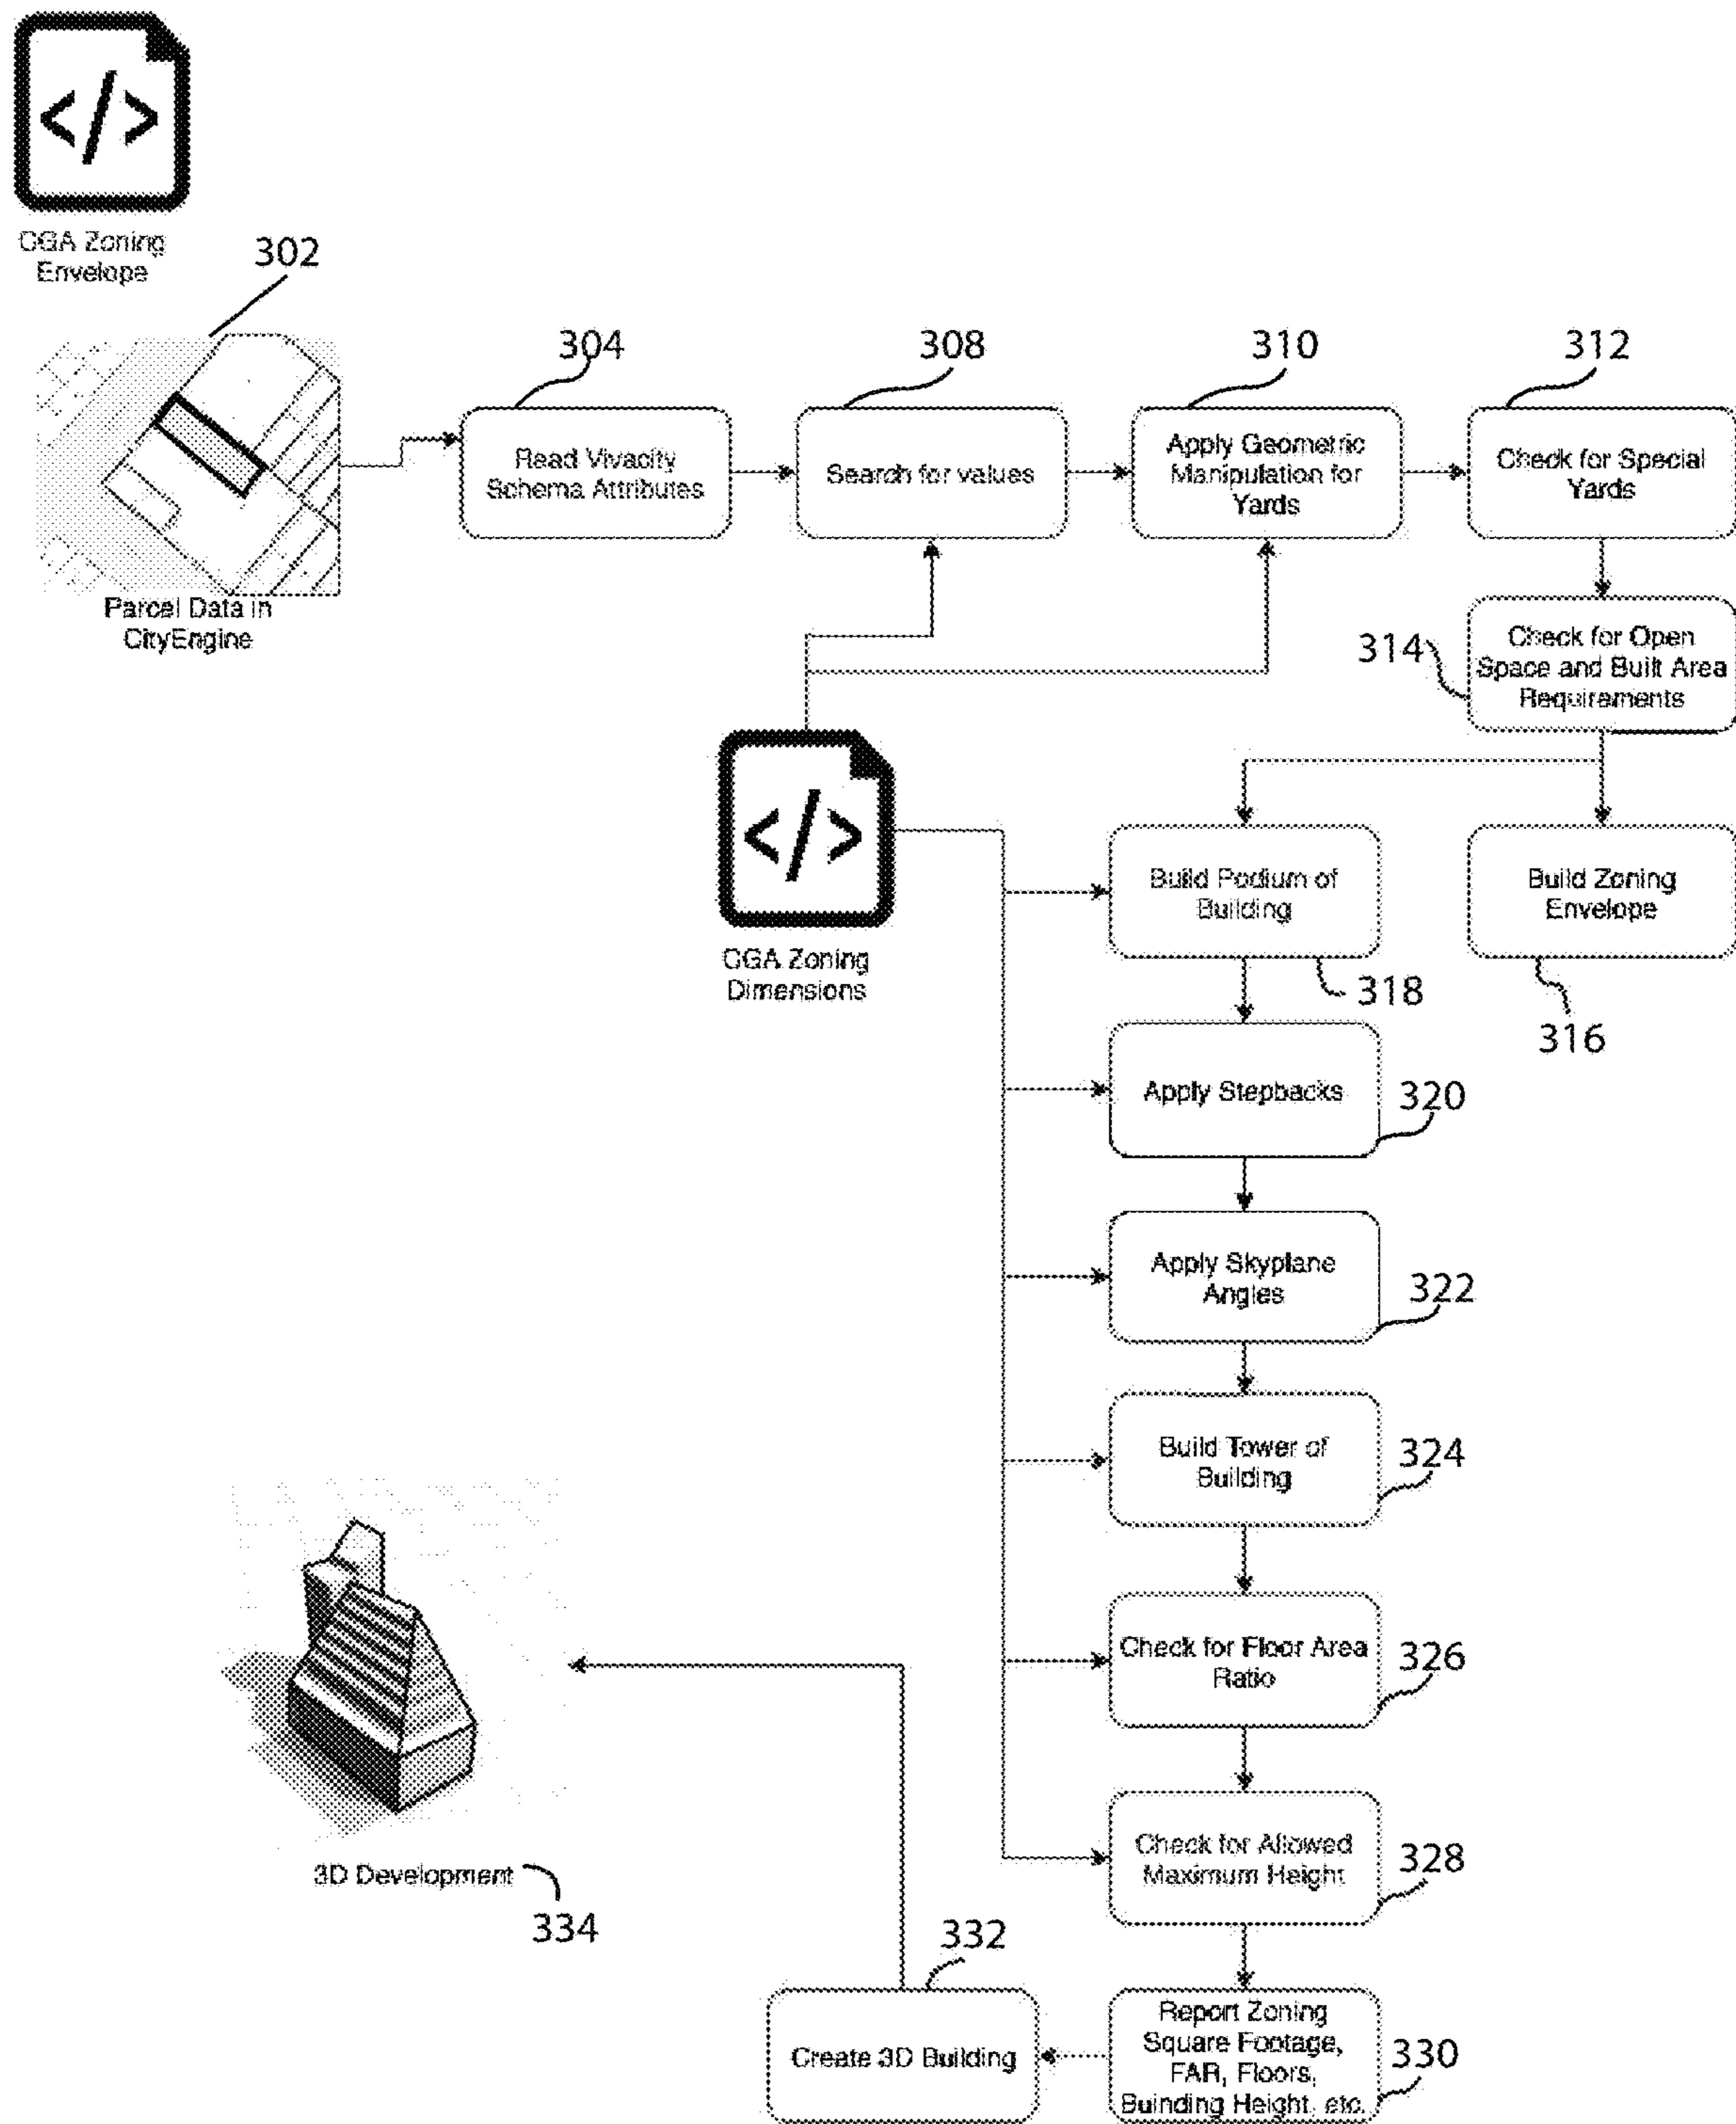 </>
CGA Zoning
Envelope
302
304
308
310
312
Read Vivacity
Schema Attributes
Search for values
Apply Geometric
Manipulation for
Yards
Check for Special
Yards
Parcel Data in
CityEngine
314
Check for Open
Space and Built Area
Requirements
</>
CGA Zoning
Dimensions
Build Podium of
Building
318
Build Zoning
Envelope
316
Apply Stepbacks
320
Apply Skyplane
Angles
322
Build Tower of
Building
324
Check for Floor Area
Ratio
326
Check for Allowed
Maximum Height
328
3D Development
334
332
Create 3D Building
Report Zoning
Square Footage,
FAR, Floors,
Buinding Height, etc.
330